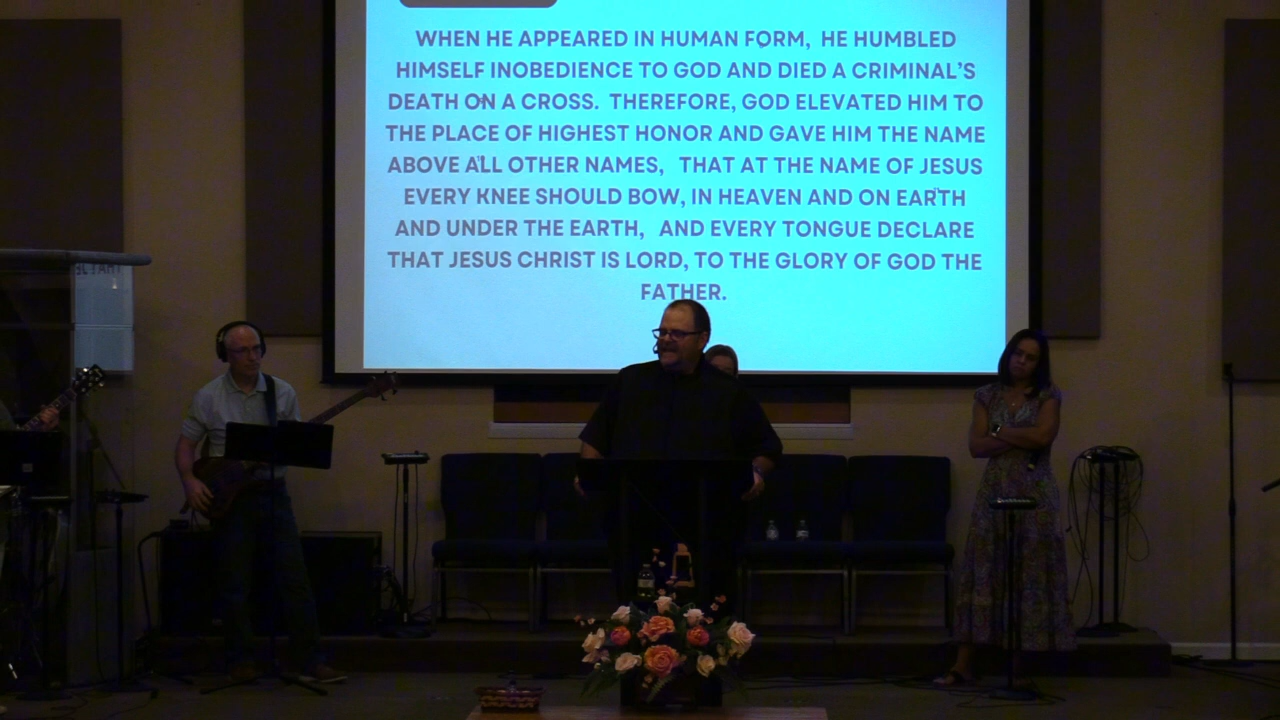 WHEN HE APPEARED IN HUMAN FORM, HE HUMBLED
HIMSELF INOBEDIENCE TO GOD AND DIED A CRIMINAL'S
DEATH ON A CROSS. THEREFORE, GOD ELEVATED HIM TO
THE PLACE OF HIGHEST HONOR AND GAVE HIM THE NAME
ABOVE ALL OTHER NAMES, THAT AT THE NAME OF JESUS
EVERY KNEE SHOULD BOW, IN HEAVEN AND ON EARTH
AND UNDER THE EARTH, AND EVERY TONGUE DECLARE
THAT JESUS CHRIST IS LORD, TO THE GLORY OF GOD THE
FATHER.